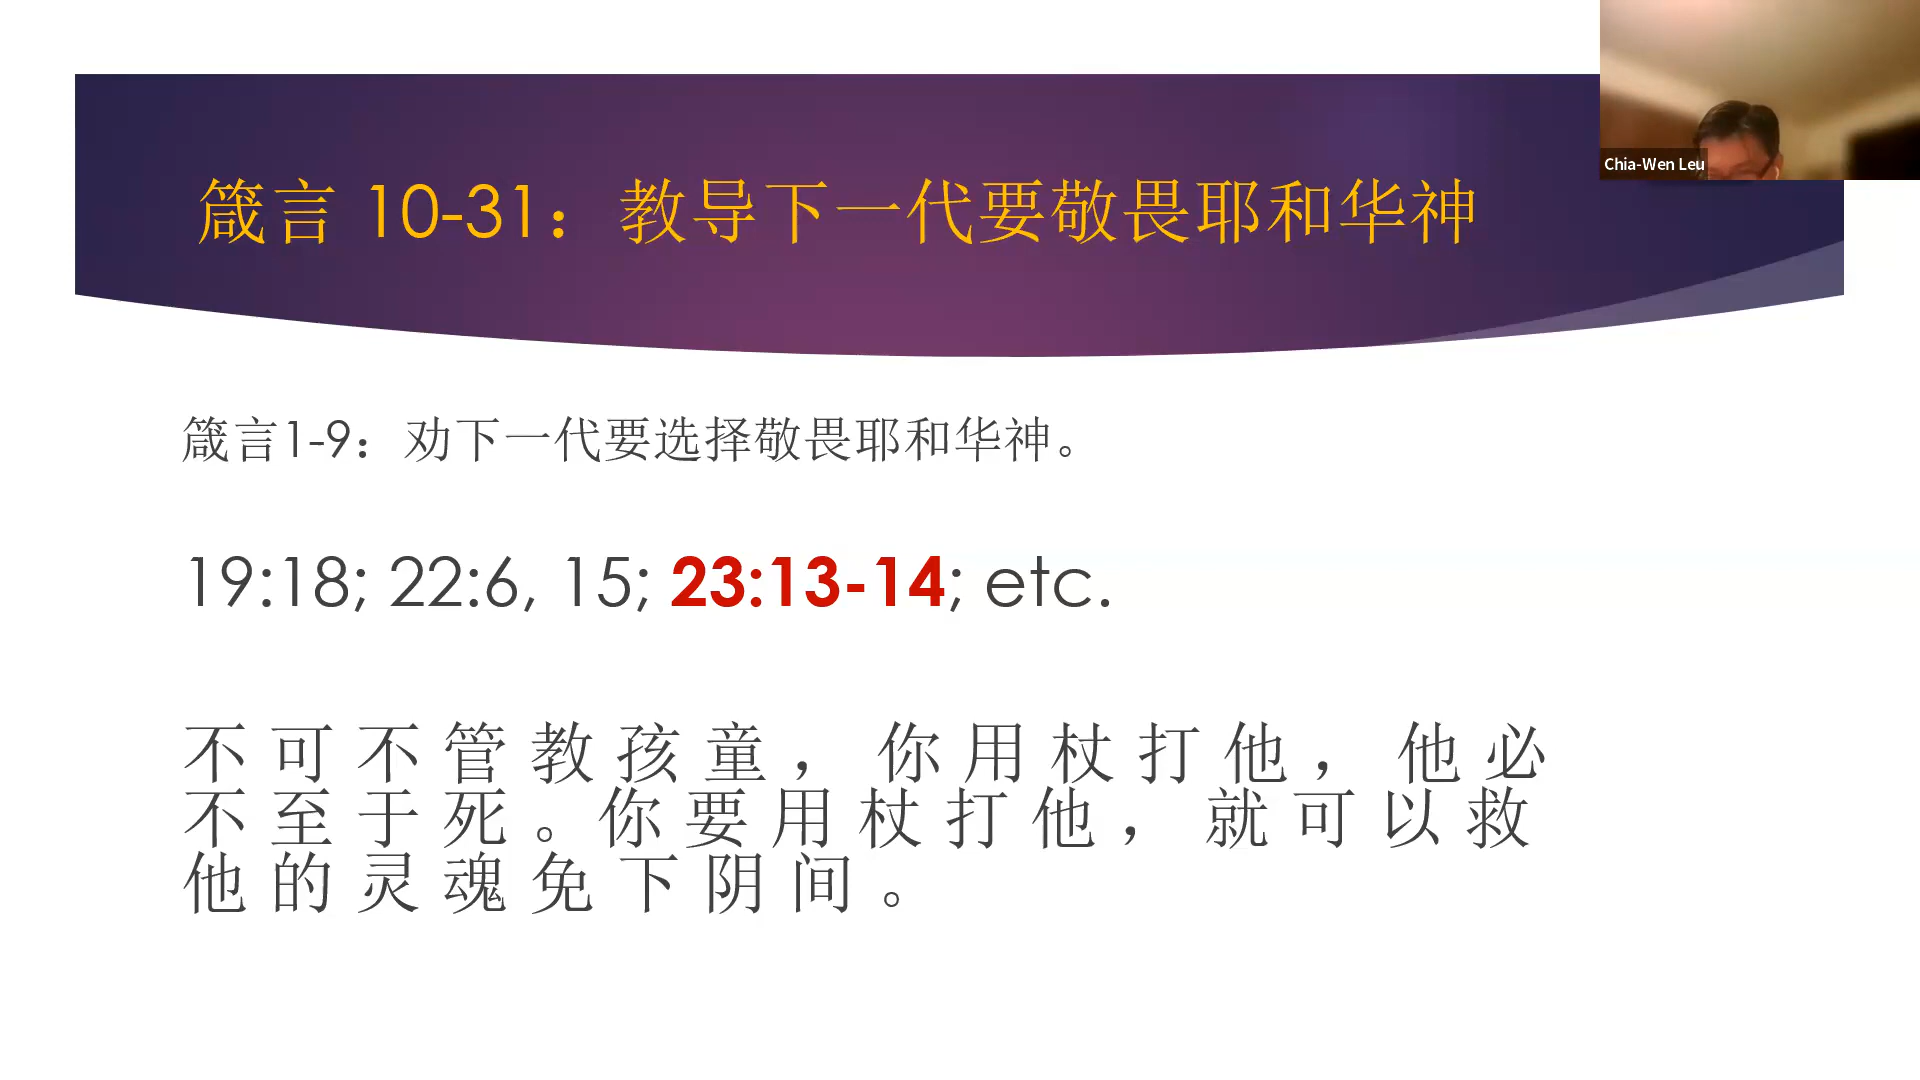 Chia-Wen Leu
箴言 10-31：教导下一代要敬畏耶和华神
箴言1-9：劝下一代要选择敬畏耶和华神。
19:18; 22:6, 15; 23:13-14; etc.
不 可 不 管 教 孩 童 ， 你 用 杖 打 他 ， 他 必
不 至 于 死 。你 要 用 杖 打 他 ， 就 可 以 救
他 的 灵 魂 免 下 阴 间 。